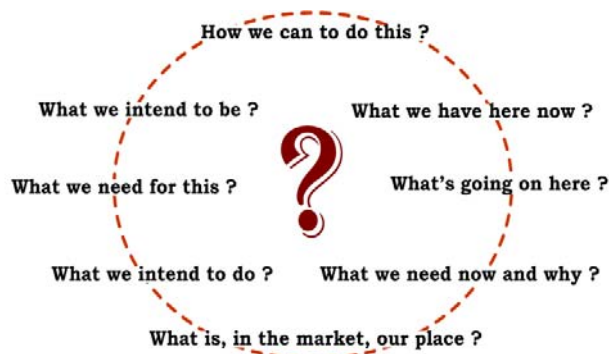 How we can to do this ?
What we intend to be ?
What we have here now ?
?
What we need for this ?
What's going on here ?
What we intend to do ?
What we need now and why ?
What is, in the market, our place ?